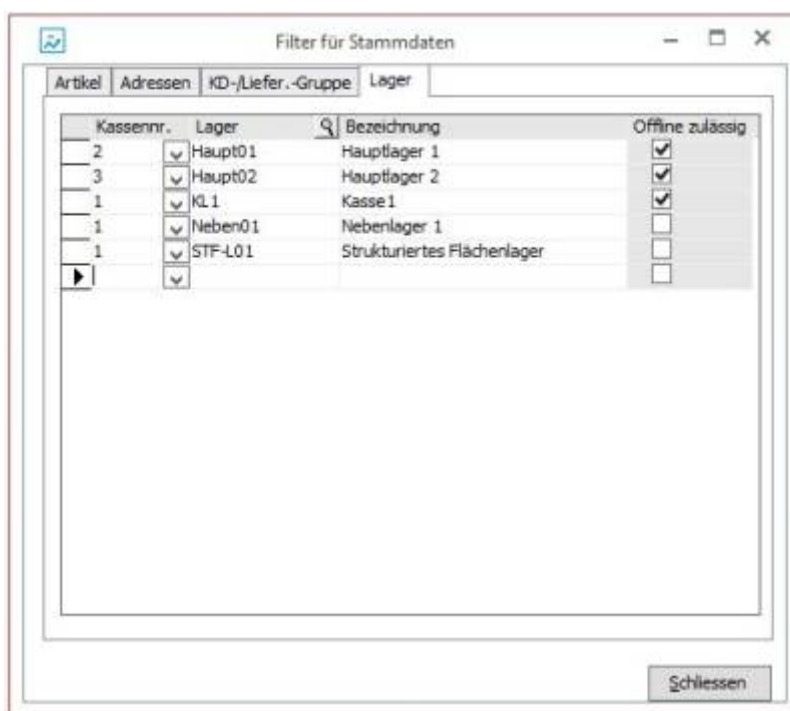 Filter für Stammdaten
Artikel Adressen KD-/Liefer.-Gruppe Lager
Kassennr. Lager Bezeichnung Offline zulässig
2 Haupt01 Hauptlager 1
3 Haupt02 Hauptlager 2
1 KL1 Kasse1
1 Neben01 Nebenlager 1
1 STF-L01 Strukturiertes Flächenlager
Schliessen